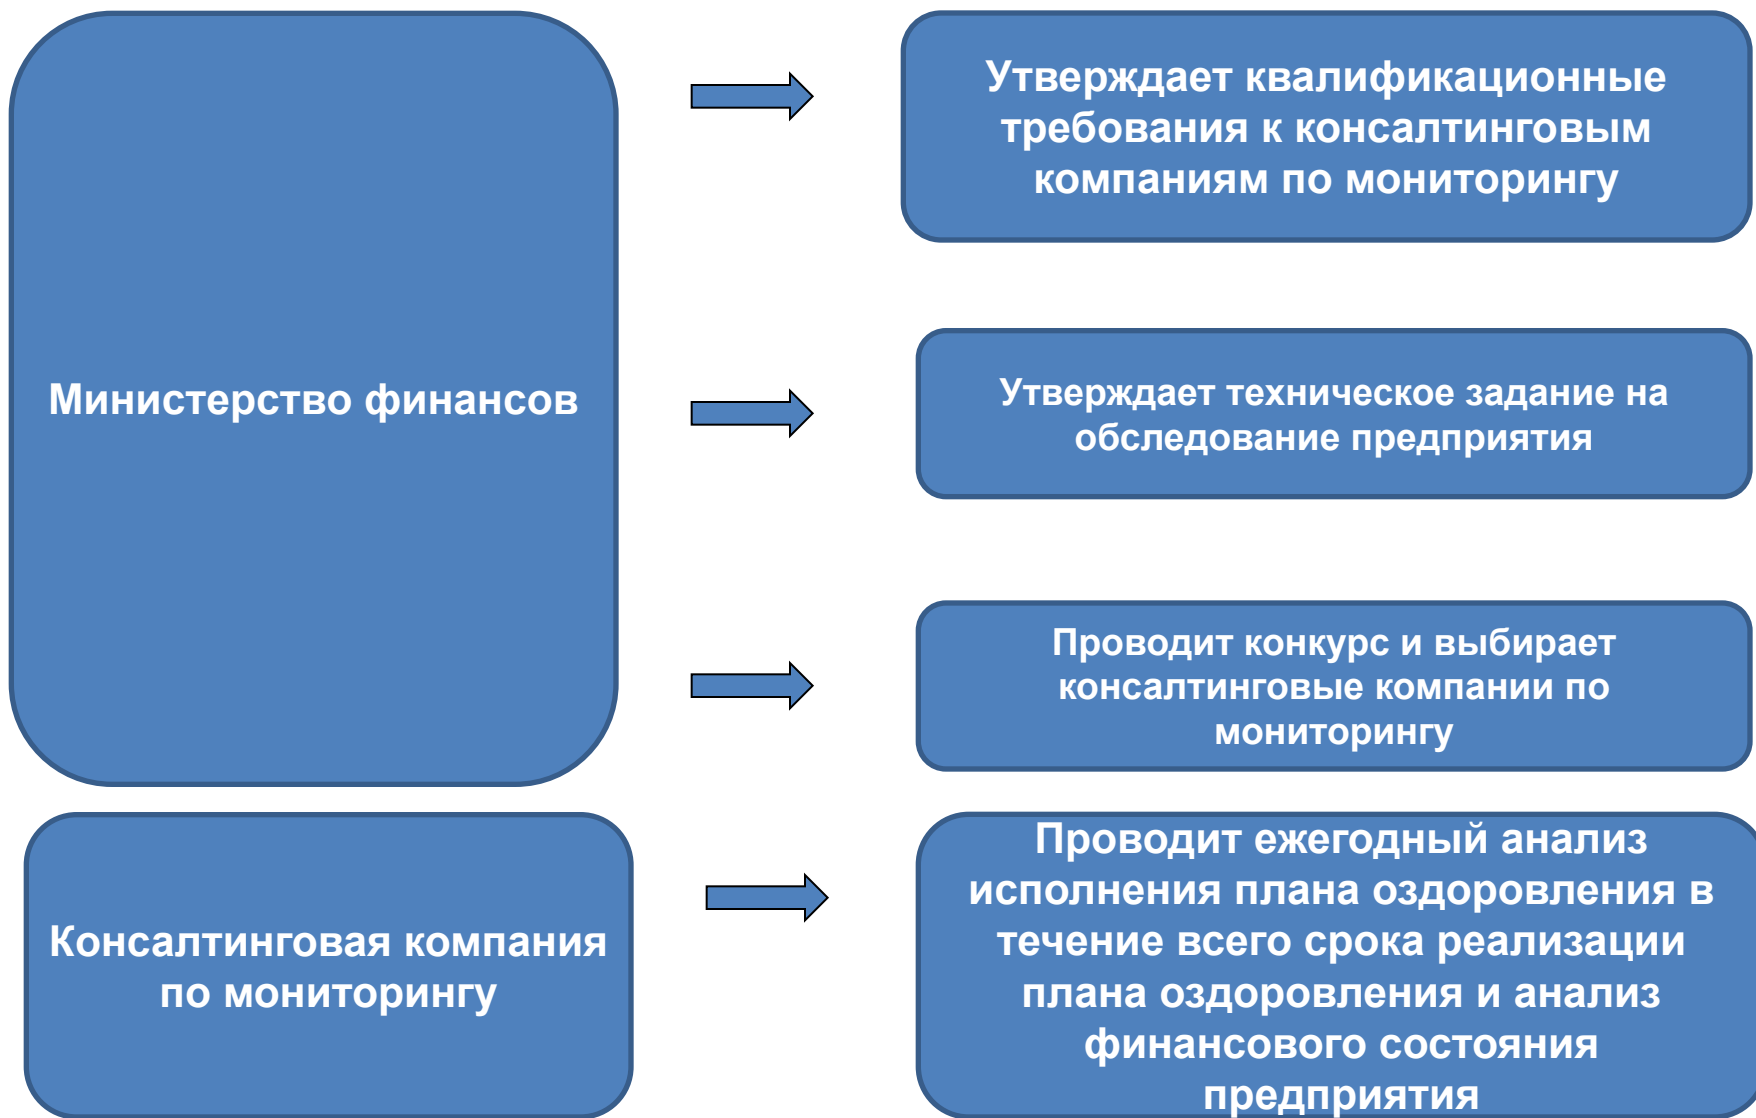 Министерство финансов
Утверждает квалификационные
требования к консалтинговым
компаниям по мониторингу
Утверждает техническое задание на
обследование предприятия
Проводит конкурс и выбирает
консалтинговые компании по
мониторингу
Консалтинговая компания
по мониторингу
Проводит ежегодный анализ
исполнения плана оздоровления в
течение всего срока реализации
плана оздоровления и анализ
финансового состояния
предприятия